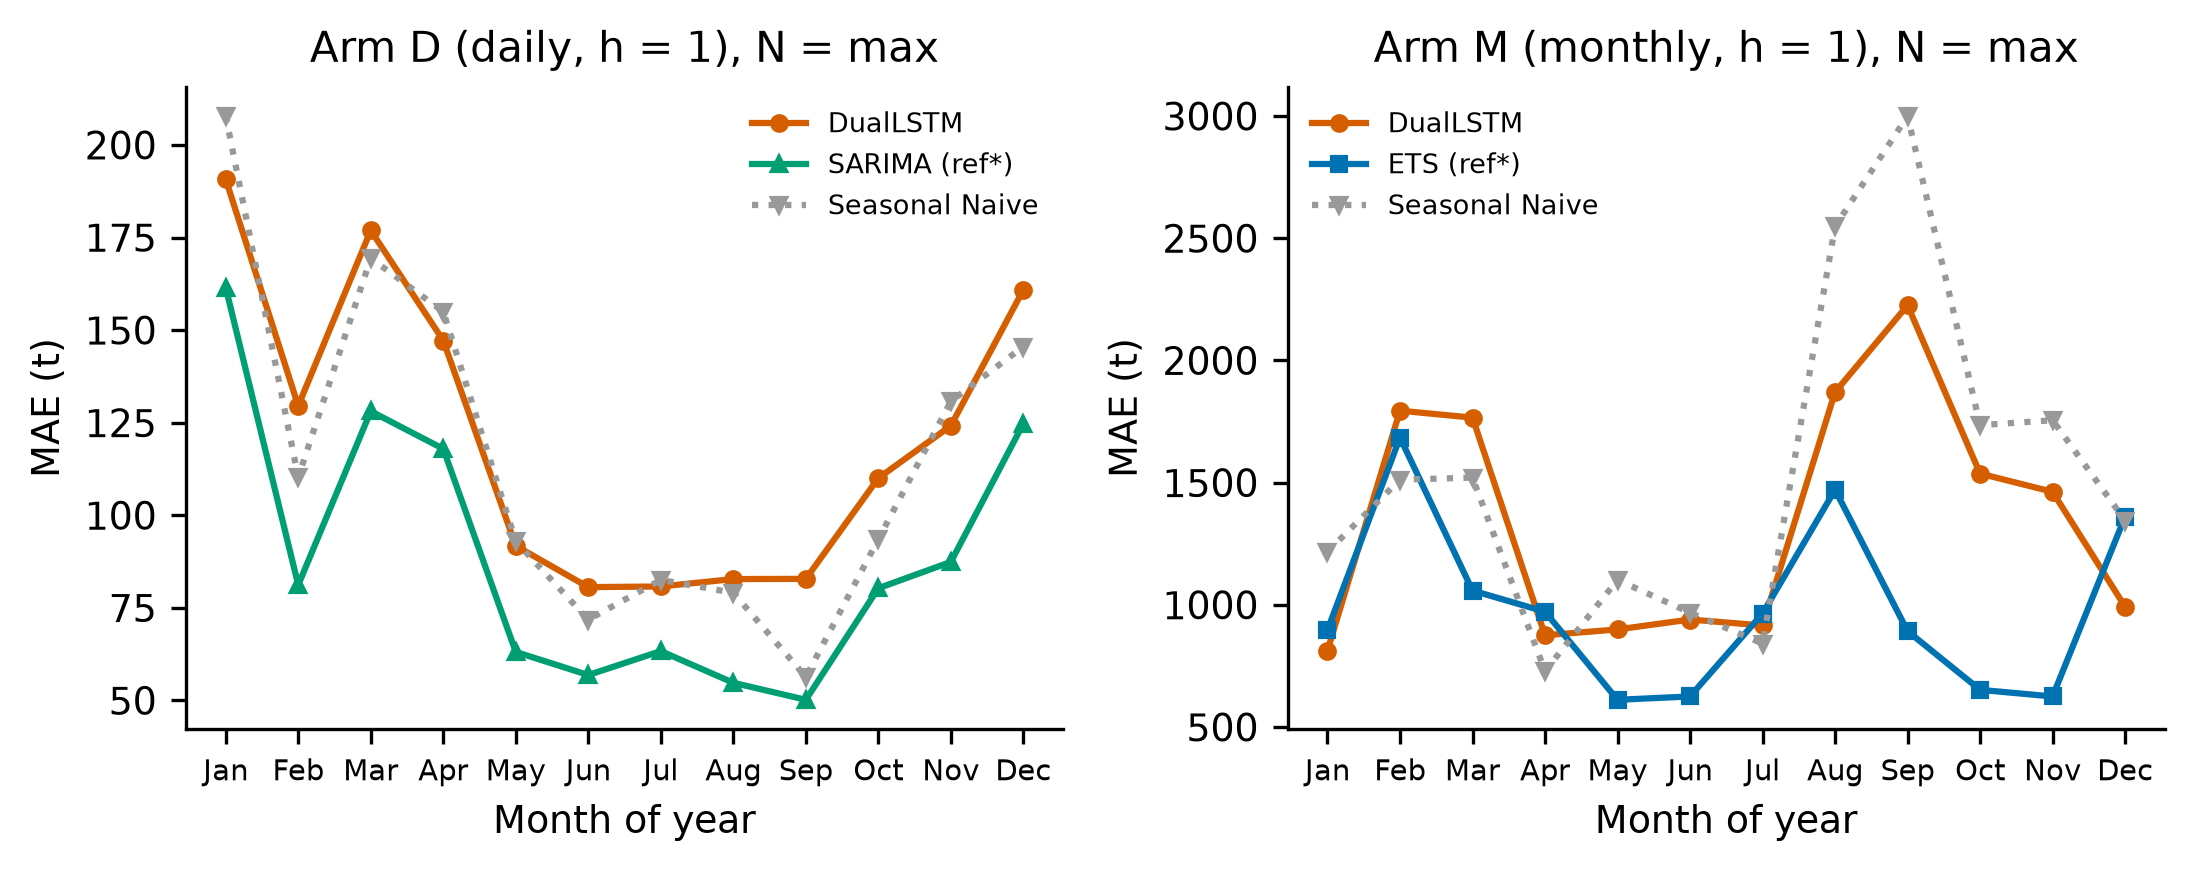 Arm D (daily, h = 1), N = max
MAE (t)
200
175
150
125
100
75
50
DualLSTM
SARIMA (ref*)
Seasonal Naive
Jan Feb Mar Apr May Jun Jul Aug Sep Oct Nov Dec
Month of year
Arm M (monthly, h = 1), N = max
MAE (t)
3000
2500
2000
1500
1000
500
DualLSTM
ETS (ref*)
Seasonal Naive
Jan Feb Mar Apr May Jun Jul Aug Sep Oct Nov Dec
Month of year